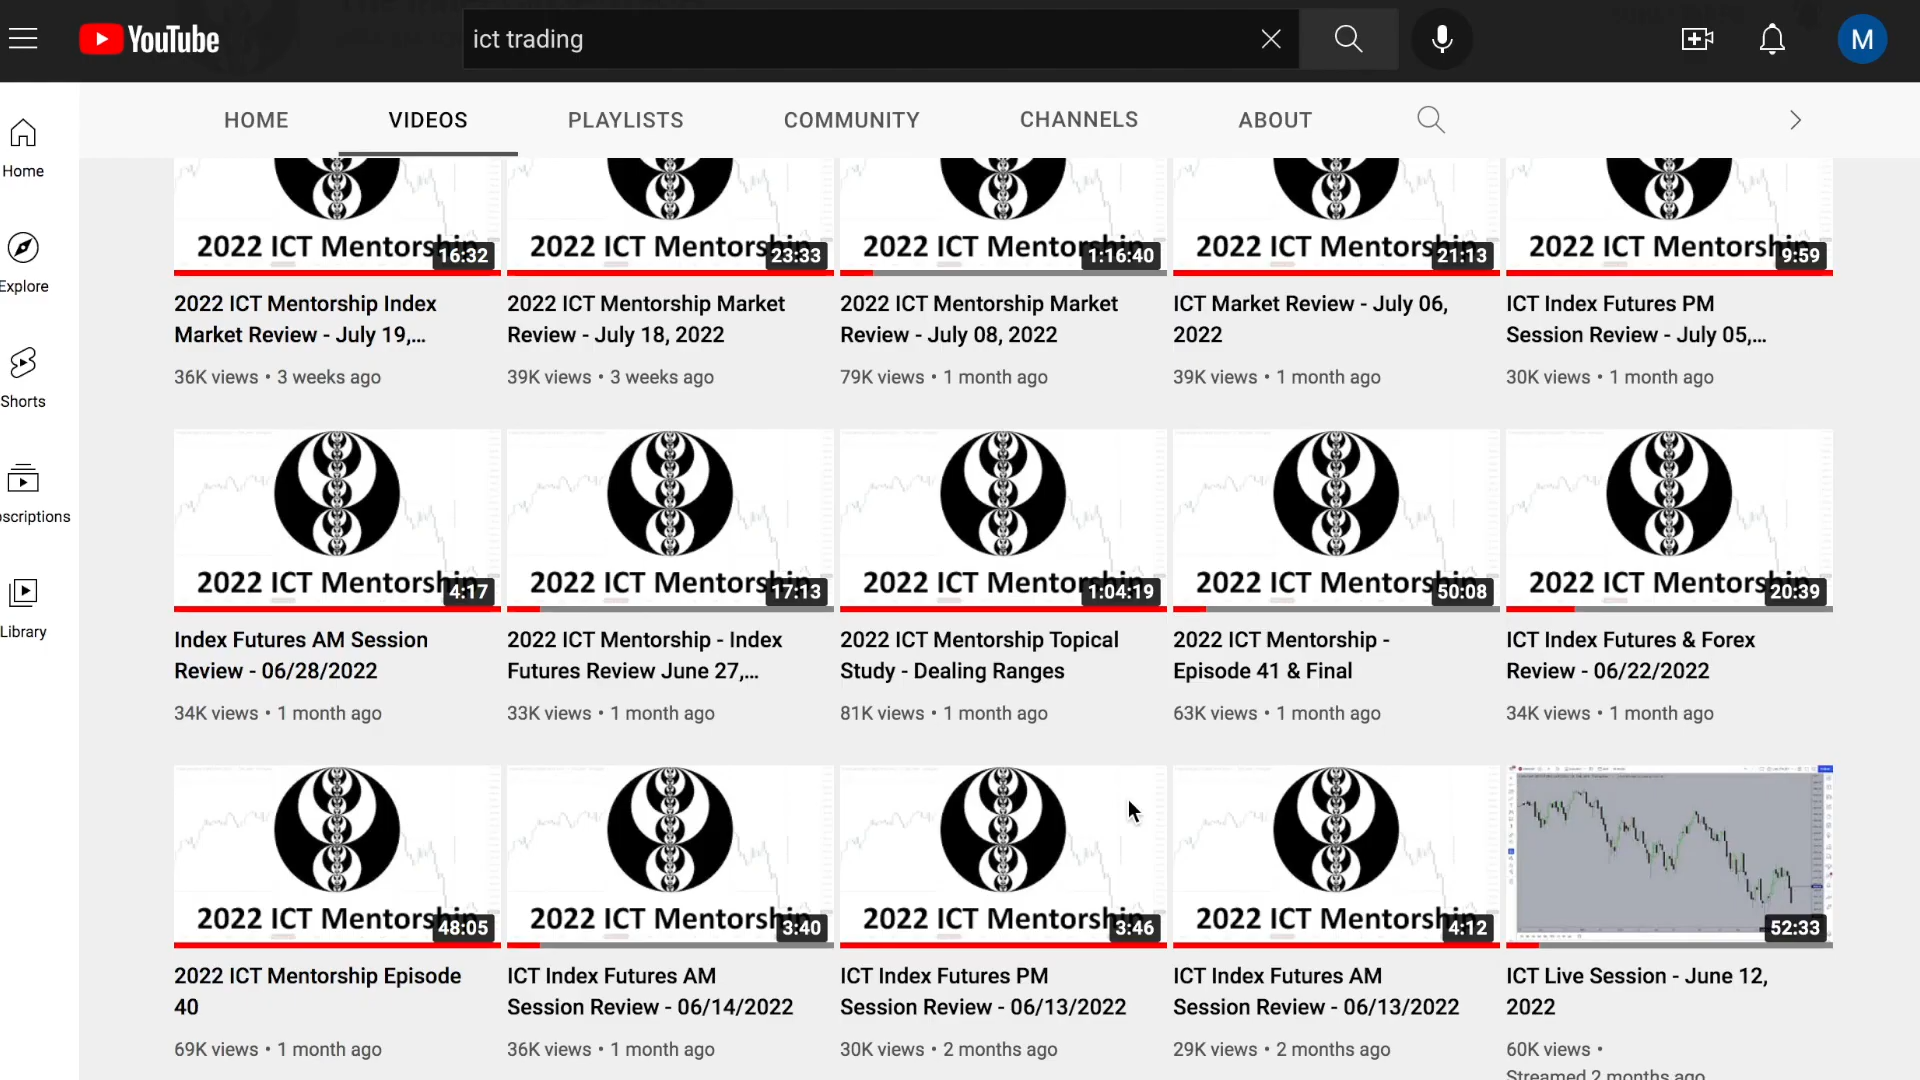 YouTube
ict trading
M
HOME
VIDEOS
PLAYLISTS
COMMUNITY
CHANNELS
ABOUT
Home
Explore
Shorts
bscriptions
Library
2022 ICT Mentorship
16:32
2022 ICT Mentorship
23:33
2022 ICT Mentorship
1:16:40
2022 ICT Mentorship
21:13
2022 ICT Mentorship
9:59
2022 ICT Mentorship Index
Market Review - July 19,...
36K views • 3 weeks ago
2022 ICT Mentorship Market
Review - July 18, 2022
39K views • 3 weeks ago
2022 ICT Mentorship Market
Review - July 08, 2022
79K views • 1 month ago
ICT Market Review - July 06,
2022
39K views • 1 month ago
ICT Index Futures PM
Session Review - July 05,...
30K views • 1 month ago
2022 ICT Mentorship
4:17
2022 ICT Mentorship
17:13
2022 ICT Mentorship
1:04:19
2022 ICT Mentorship
50:08
2022 ICT Mentorship
20:39
Index Futures AM Session
Review - 06/28/2022
34K views • 1 month ago
2022 ICT Mentorship - Index
Futures Review June 27,...
33K views • 1 month ago
2022 ICT Mentorship Topical
Study - Dealing Ranges
81K views • 1 month ago
2022 ICT Mentorship -
Episode 41 & Final
63K views • 1 month ago
ICT Index Futures & Forex
Review - 06/22/2022
34K views • 1 month ago
2022 ICT Mentorship
48:05
2022 ICT Mentorship
3:40
2022 ICT Mentorship
3:46
2022 ICT Mentorship
4:12
52:33
2022 ICT Mentorship Episode
40
69K views • 1 month ago
ICT Index Futures AM
Session Review - 06/14/2022
36K views • 1 month ago
ICT Index Futures PM
Session Review - 06/13/2022
30K views • 2 months ago
ICT Index Futures AM
Session Review - 06/13/2022
29K views • 2 months ago
ICT Live Session - June 12,
2022
60K views •
Streamed 2 months ago